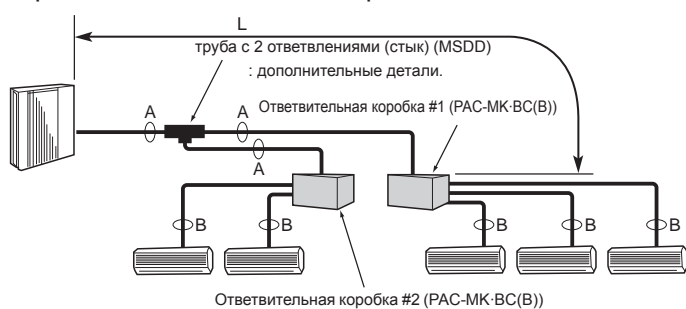 L
труба с 2 ответвлениями (стык) (MSDD)
: дополнительные детали.
Ответвительная коробка #1 (PAC-MK·BC(B))
A
A
A
B
B
B
B
B
Ответвительная коробка #2 (PAC-MK·BC(B))